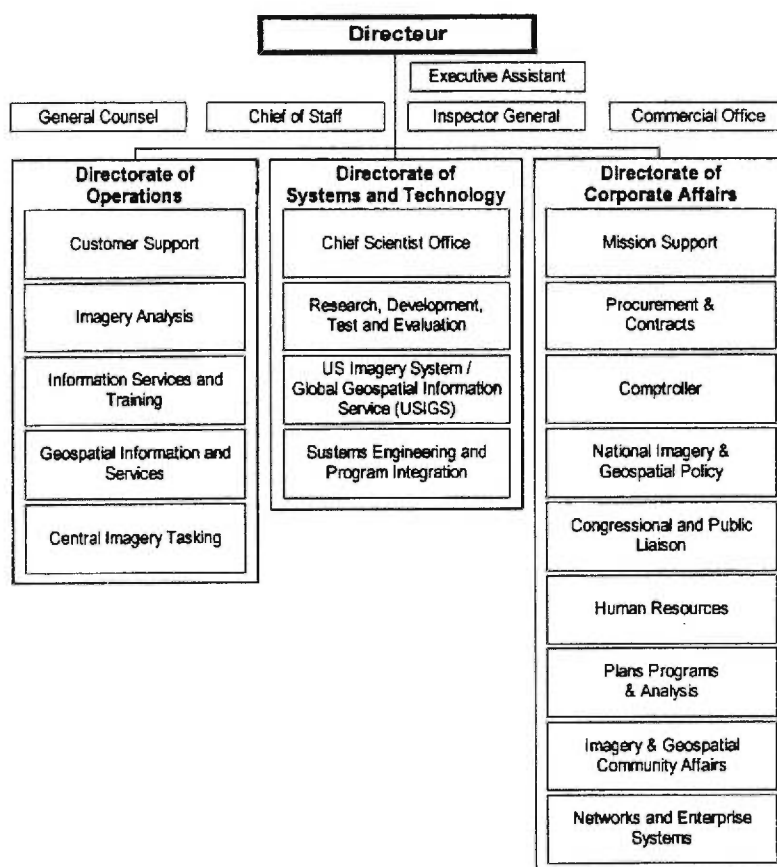 Directeur
Executive Assistant
General Counsel
Chief of Staff
Inspector General
Commercial Office
Directorate of
Operations
Customer Support
Imagery Analysis
Information Services and
Training
Geospatial Information and
Services
Central Imagery Tasking
Directorate of
Systems and Technology
Chief Scientist Office
Research, Development,
Test and Evaluation
US Imagery System /
Global Geospatial Information
Service (USIGS)
Sustems Engineering and
Program Integration
Directorate of
Corporate Affairs
Mission Support
Procurement &
Contracts
Comptroller
National Imagery &
Geospatial Policy
Congressional and Public
Liaison
Human Resources
Plans Programs
& Analysis
Imagery & Geospatial
Community Affairs
Networks and Enterprise
Systems